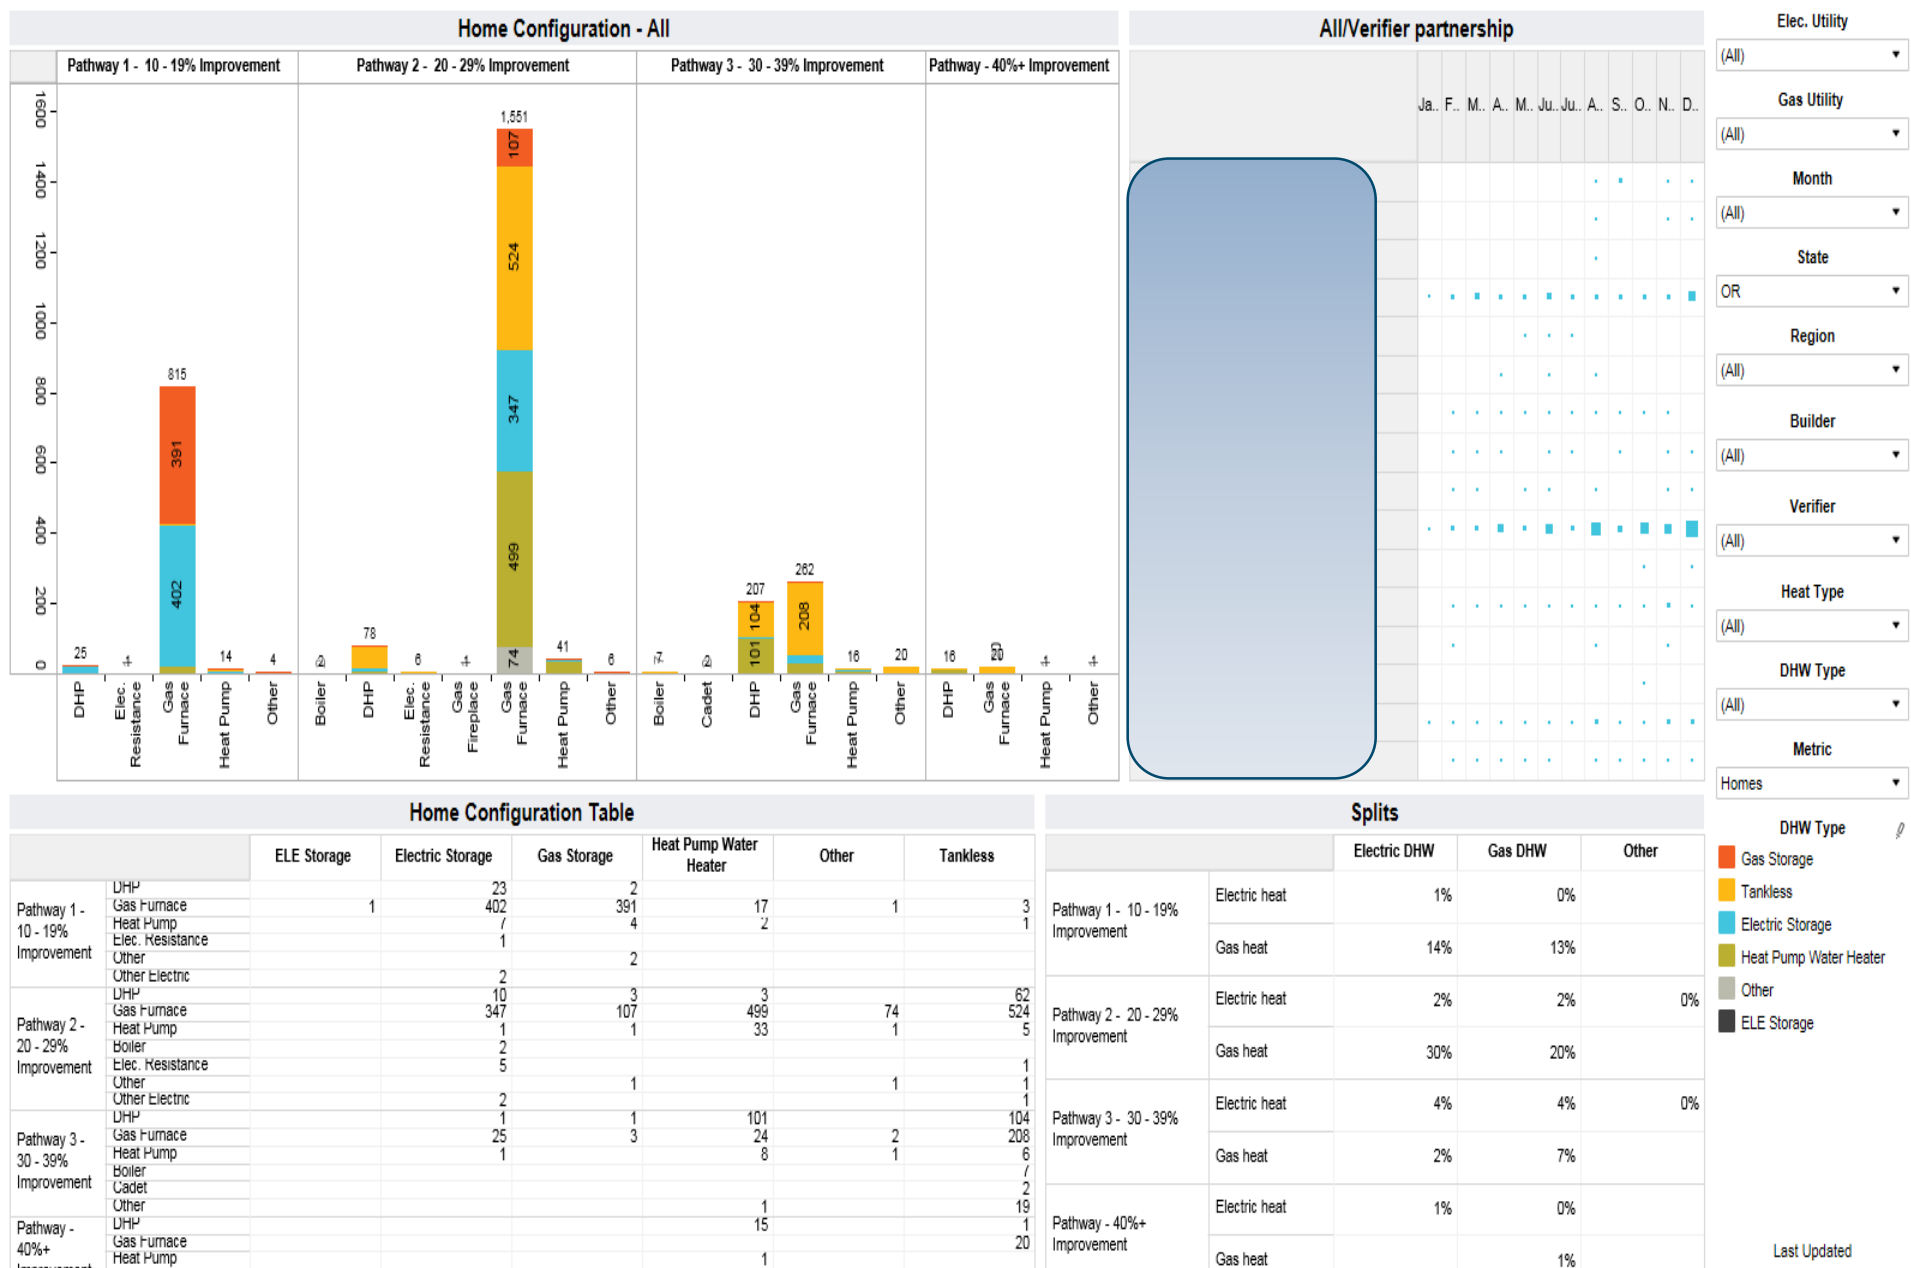 Home Configuration - All
Pathway 1 - 10 - 19% Improvement
Pathway 2 - 20 - 29% Improvement
Pathway 3 - 30 - 39% Improvement
Pathway - 40%+ Improvement
1600
1400
1200
1000
800
600
400
200
0
25
815
391
402
14
4
78
6
1,551
107
524
347
499
74
41
6
207
104
101
262
208
16
20
16
20
DHP
Elec. Resistance
Gas Furnace
Heat Pump
Other
Boiler
DHP
Elec. Resistance
Gas Fireplace
Gas Furnace
Heat Pump
Other
Boiler
Cadet
DHP
Gas Furnace
Heat Pump
Other
DHP
Gas Furnace
Heat Pump
Other
All/Verifier partnership
Ja.. F.. M.. A.. M.. Ju.. Ju.. A.. S.. O.. N.. D..
Elec. Utility
(All)
Gas Utility
(All)
Month
(All)
State
OR
Region
(All)
Builder
(All)
Verifier
(All)
Heat Type
(All)
DHW Type
(All)
Metric
Homes
DHW Type
Gas Storage
Tankless
Electric Storage
Heat Pump Water Heater
Other
ELE Storage
Last Updated
Home Configuration Table
ELE Storage Electric Storage Gas Storage Heat Pump Water Heater Other Tankless
Pathway 1 - 10 - 19% Improvement
DHP 23 2
Gas Furnace 1 402 391 17 1 3
Heat Pump 7 4 2 1
Elec. Resistance 1
Other 2
Other Electric 2
Pathway 2 - 20 - 29% Improvement
DHP 10 3 3 62
Gas Furnace 347 107 499 74 524
Heat Pump 1 1 33 1 5
Boiler 2
Elec. Resistance 5 1
Other 1 1 1
Other Electric 2 1
Pathway 3 - 30 - 39% Improvement
DHP 1 1 101 104
Gas Furnace 25 3 24 2 208
Heat Pump 1 8 1 6
Boiler 7
Cadet 2
Other 1 19
Pathway - 40%+
DHP 15 1
Gas Furnace 20
Heat Pump 1
Splits
Electric DHW Gas DHW Other
Pathway 1 - 10 - 19% Improvement
Electric heat 1% 0%
Gas heat 14% 13%
Pathway 2 - 20 - 29% Improvement
Electric heat 2% 2% 0%
Gas heat 30% 20%
Pathway 3 - 30 - 39% Improvement
Electric heat 4% 4% 0%
Gas heat 2% 7%
Pathway - 40%+ Improvement
Electric heat 1% 0%
Gas heat 1%